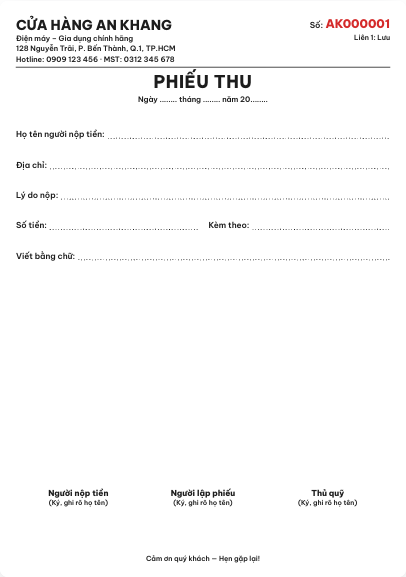 CỬA HÀNG AN KHANG
Số: AK000001
Điện máy – Gia dụng chính hãng
Liên 1: Lưu
128 Nguyễn Trãi, P. Bến Thành, Q.1, TP.HCM
Hotline: 0909 123 456 · MST: 0312 345 678
PHIẾU THU
Ngày ........ tháng ........ năm 20........
Họ tên người nộp tiền:
Địa chỉ:
Lý do nộp:
Số tiền: Kèm theo:
Viết bằng chữ:
Người nộp tiền Người lập phiếu Thủ quỹ
(Ký, ghi rõ họ tên) (Ký, ghi rõ họ tên) (Ký, ghi rõ họ tên)
Cảm ơn quý khách — Hẹn gặp lại!